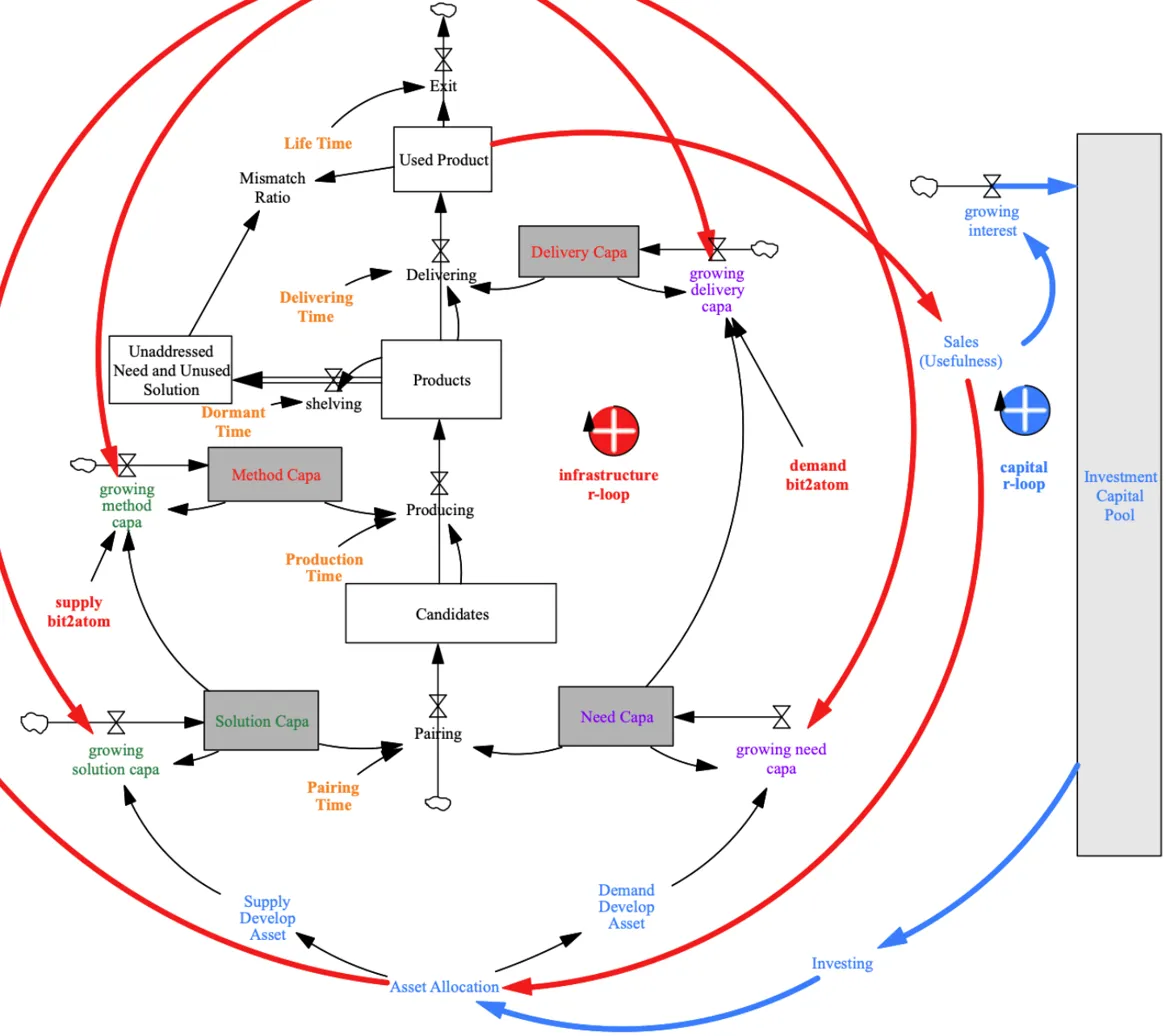 Exit
Life Time
Used Product
Mismatch
Ratio
growing
interest
Delivery Capa
Delivering
growing
delivery
capa
Delivering
Time
Sales
(Usefulness)
Unaddressed
Need and Unused
Solution
Products
shelving
Dormant
Time
infrastructure
r-loop
demand
bit2atom
capital
r-loop
Investment
Capital
Pool
Method Capa
growing
method
capa
Producing
Production
Time
supply
bit2atom
Candidates
Solution Capa
Need Capa
Pairing
growing
solution capa
growing need
capa
Pairing
Time
Supply
Develop
Asset
Demand
Develop
Asset
Investing
Asset Allocation